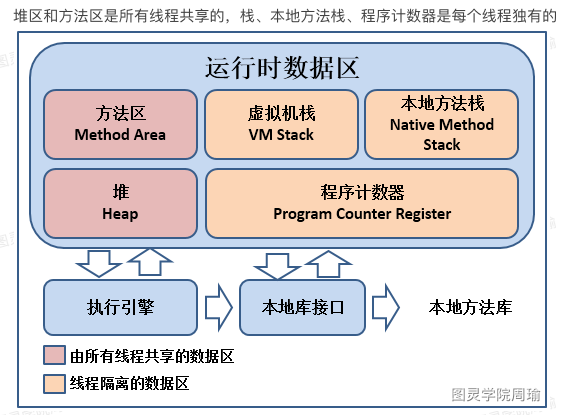 堆区和方法区是所有线程共享的，栈、本地方法栈、程序计数器是每个线程独有的
运行时数据区
方法区
Method Area
虚拟机栈
VM Stack
本地方法栈
Native Method
Stack
堆
Heap
程序计数器
Program Counter Register
执行引擎
本地库接口
本地方法库
由所有线程共享的数据区
线程隔离的数据区
图灵学院周瑜